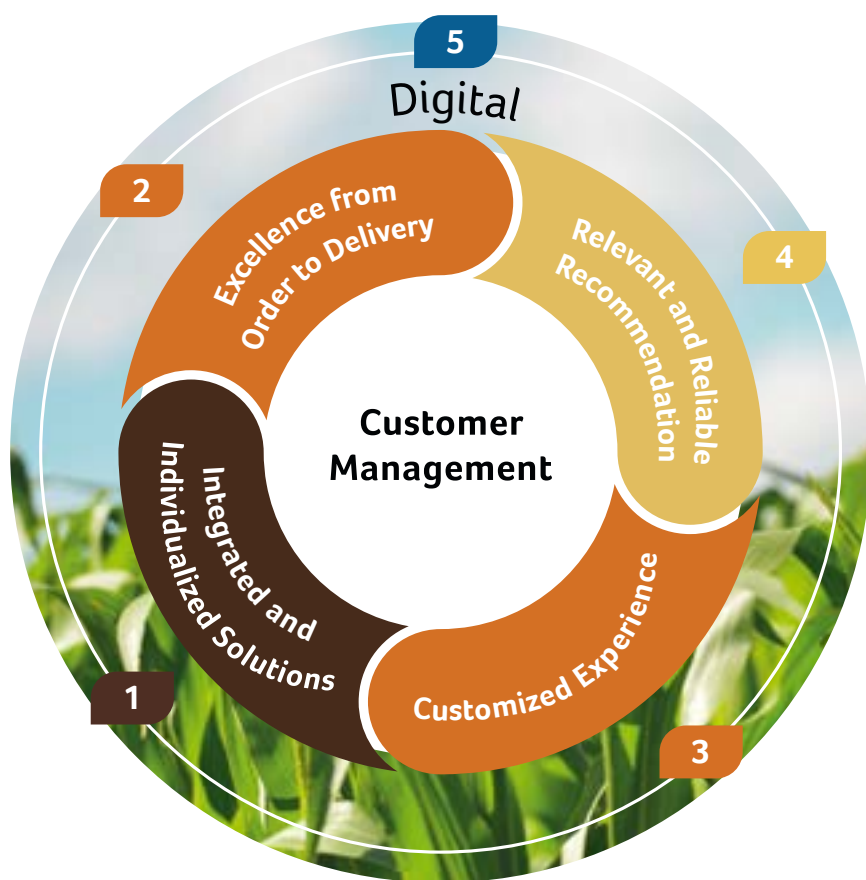 5
Digital
2
Excellence from
Order to Delivery
4
Relevant and Reliable
Recommendation
Customer
Management
1
Integrated and
Individualized Solutions
3
Customized Experience